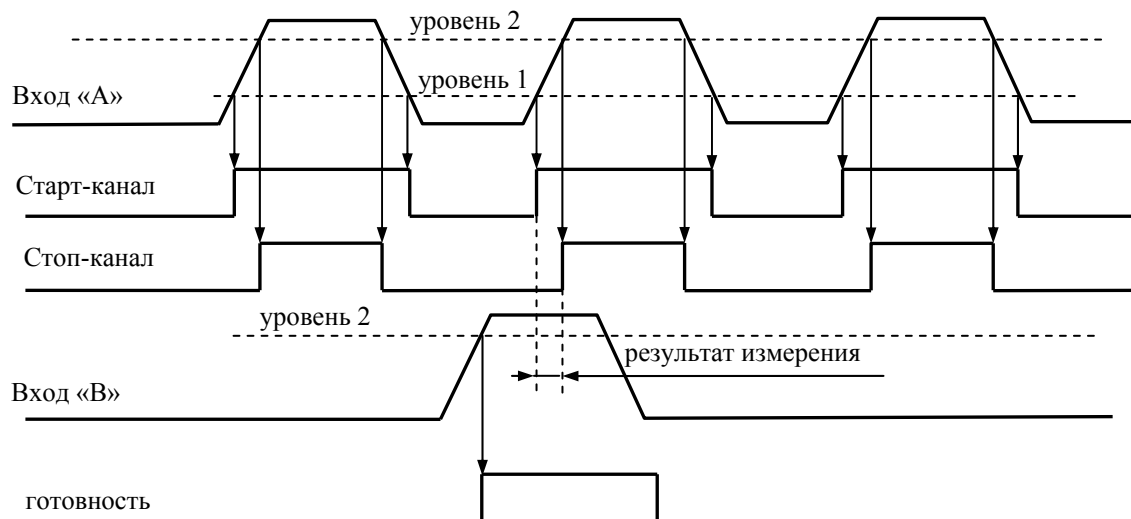 уровень 2
уровень 1
Вход «А»
Старт-канал
Стоп-канал
уровень 2
результат измерения
Вход «В»
готовность